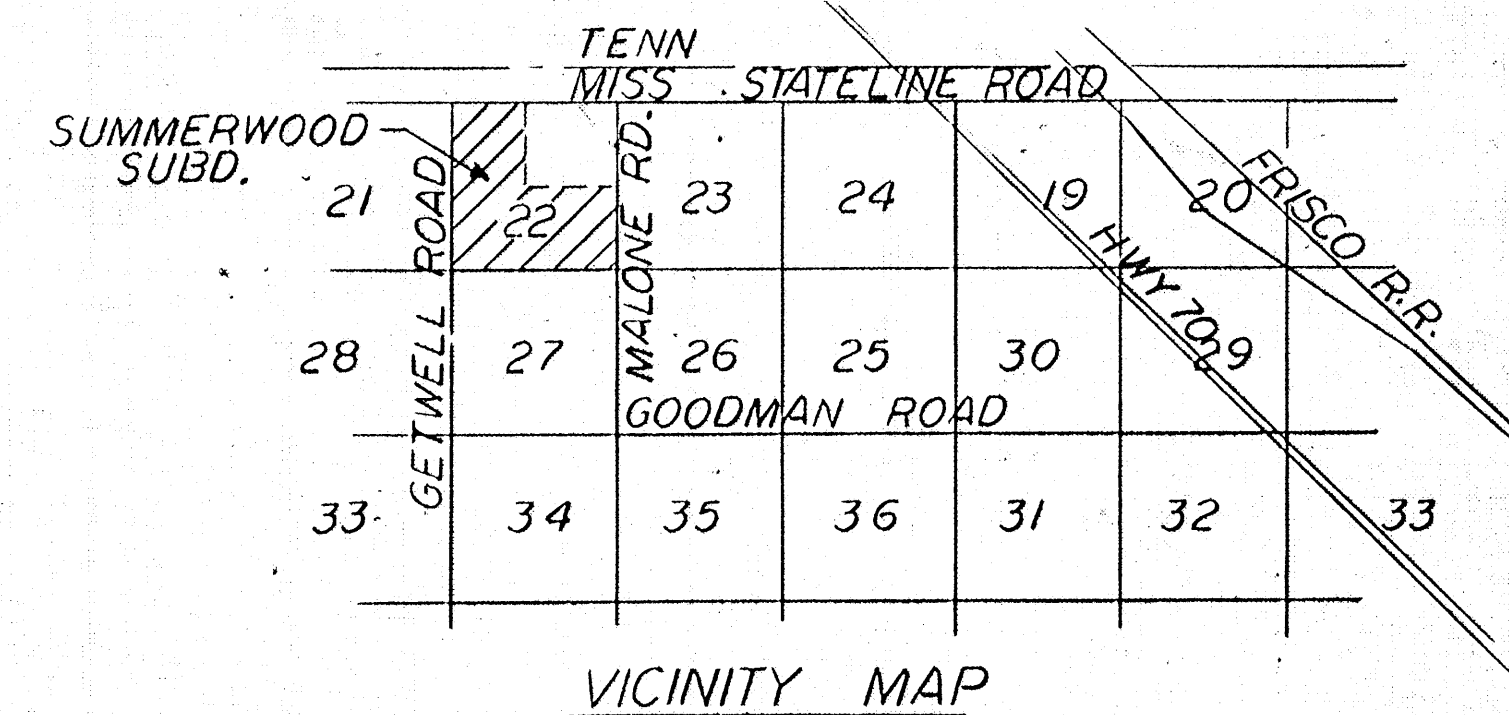 TENN
MISS . STATELINE ROAD
SUMMERWOOD
SUBD.
GETWELL ROAD
MALONE RD.
21
22
23
24
19
20
FRISCO R.R.
HWY 70
28
27
26
25
30
29
GOODMAN ROAD
33
34
35
36
31
32
33
VICINITY MAP